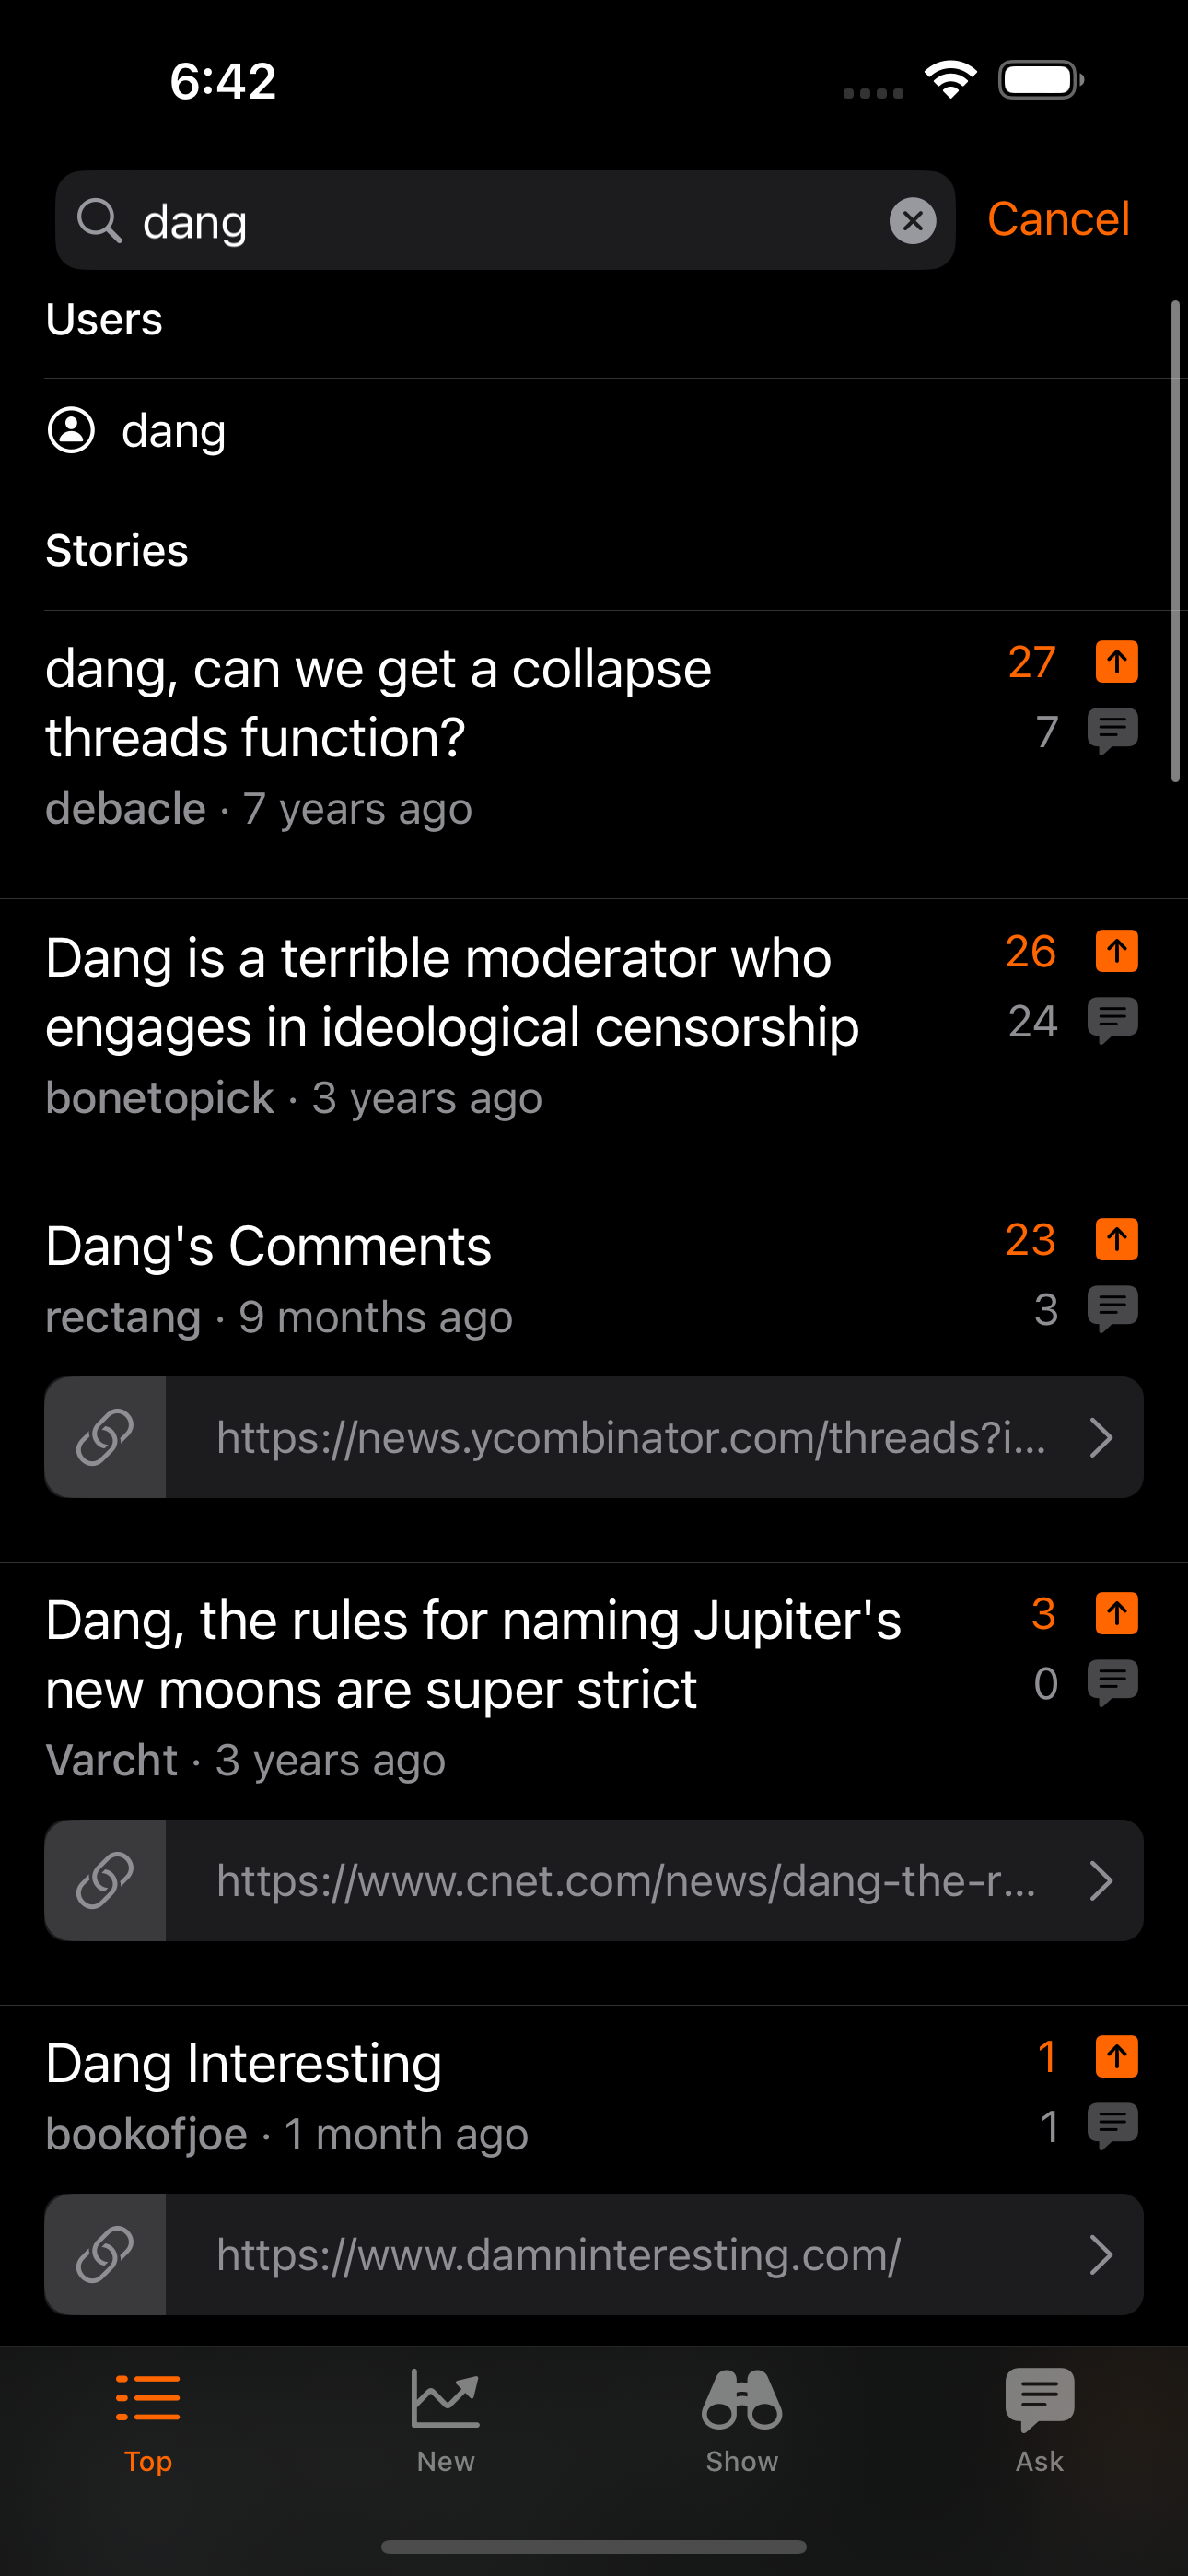 6:42
dang
Cancel
Users
dang
Stories
dang, can we get a collapse
threads function?
27
7
debacle · 7 years ago
Dang is a terrible moderator who
engages in ideological censorship
26
24
bonetopick · 3 years ago
Dang's Comments
23
3
rectang · 9 months ago
https://news.ycombinator.com/threads?i...
Dang, the rules for naming Jupiter's
new moons are super strict
3
0
Varcht · 3 years ago
https://www.cnet.com/news/dang-the-r...
Dang Interesting
1
1
bookofjoe · 1 month ago
https://www.damninteresting.com/
Top
New
Show
Ask